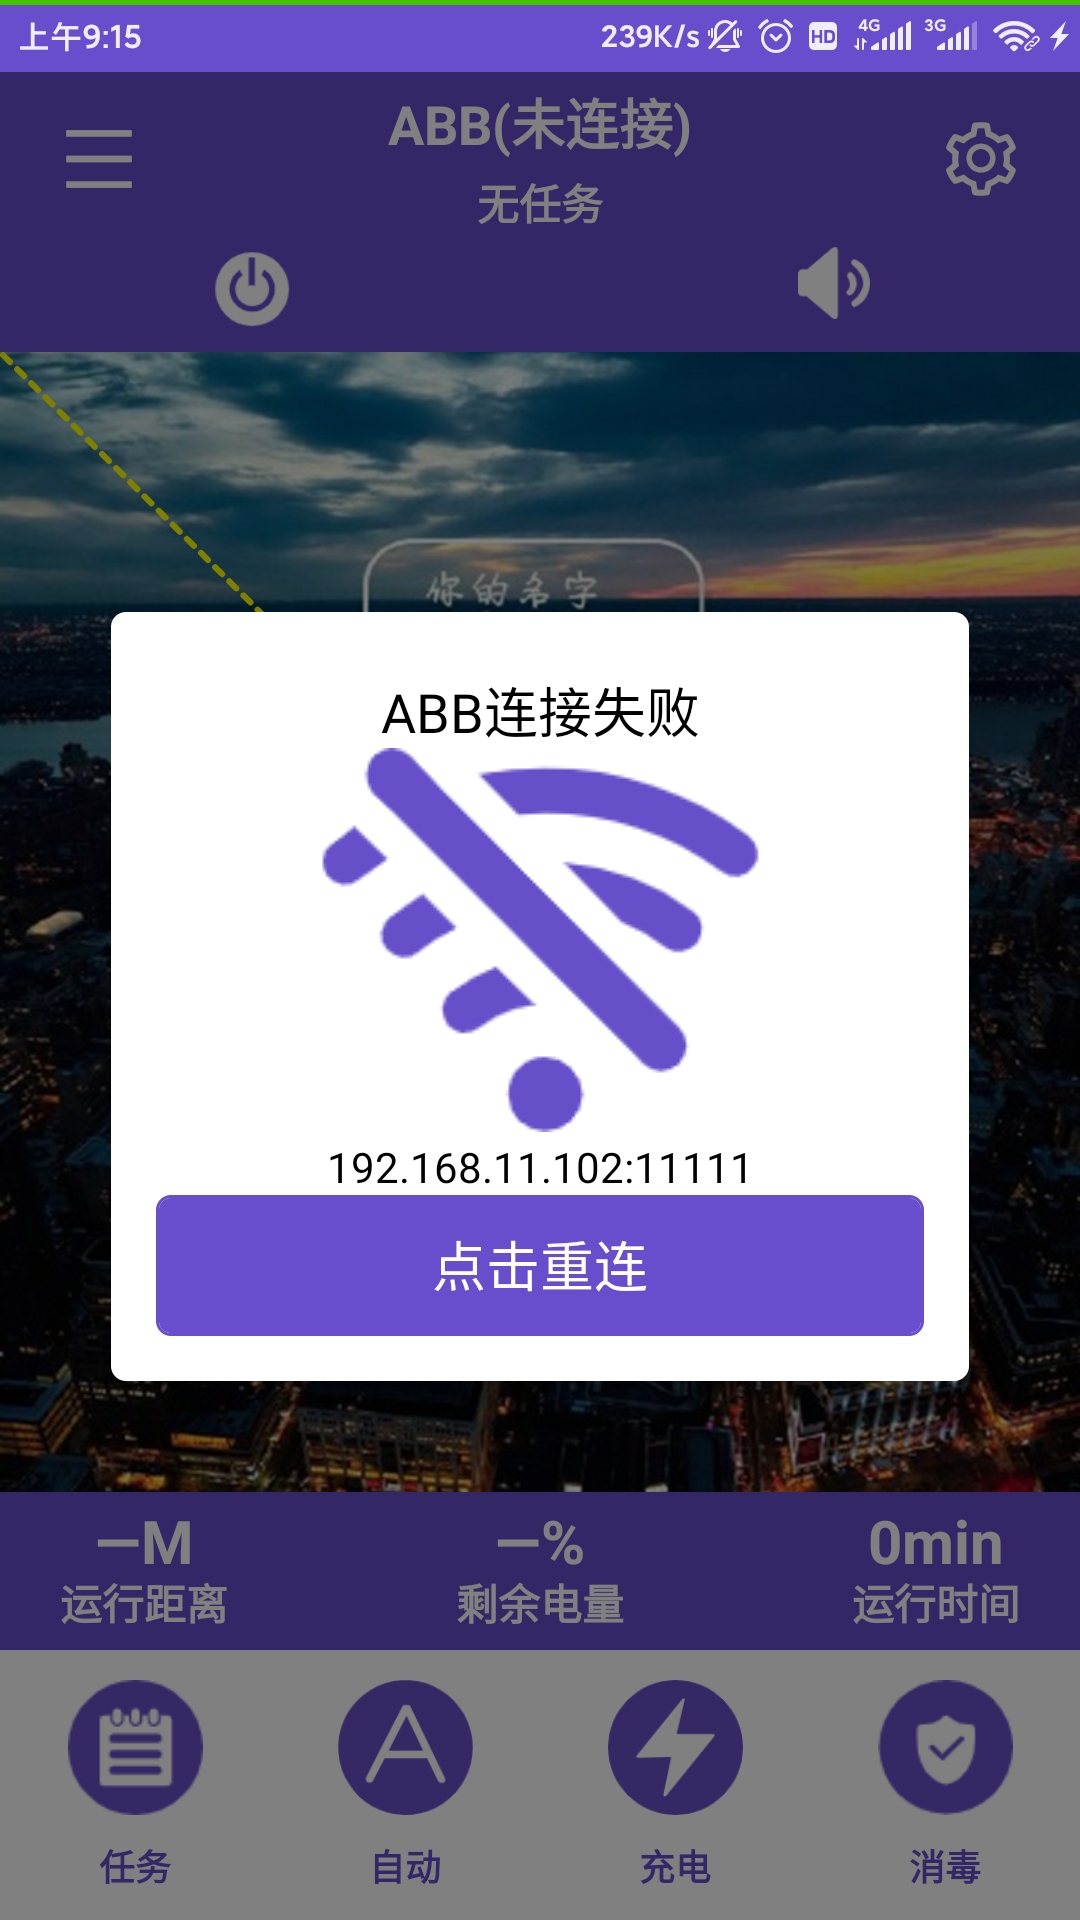 上午9:15 239K/s HD 4G 3G
ABB(未连接)
无任务
你的名字
ABB连接失败
192.168.11.102:11111
点击重连
—M —% 0min
运行距离 剩余电量 运行时间
任务 自动 充电 消毒